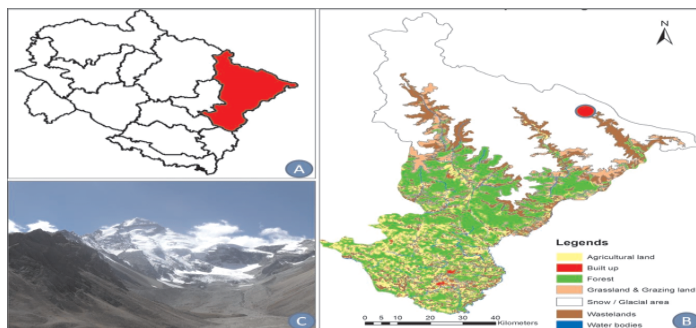 A
N
Legends
Agricultural land
Built up
Forest
Grassland & Grazing land
Snow / Glacial area
Wastelands
Water bodies
0 5 10 20 30 40
Kilometers
B
C